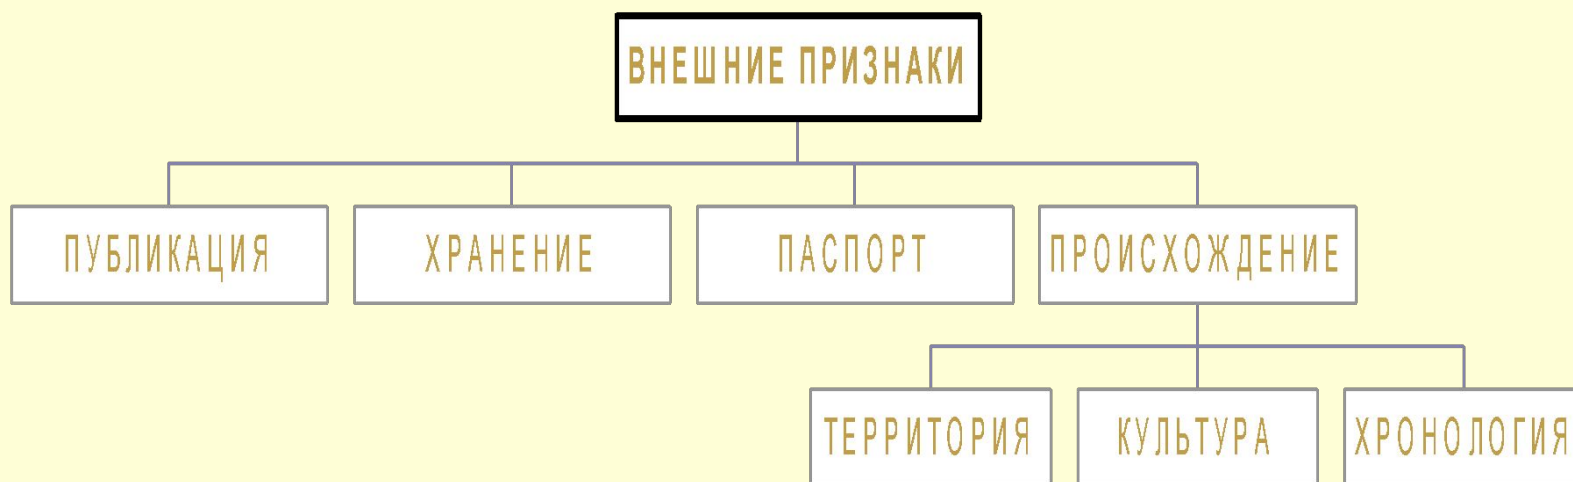 ВНЕШНИЕ ПРИЗНАКИ
ПУБЛИКАЦИЯ
ХРАНЕНИЕ
ПАСПОРТ
ПРОИСХОЖДЕНИЕ
ТЕРРИТОРИЯ
КУЛЬТУРА
ХРОНОЛОГИЯ